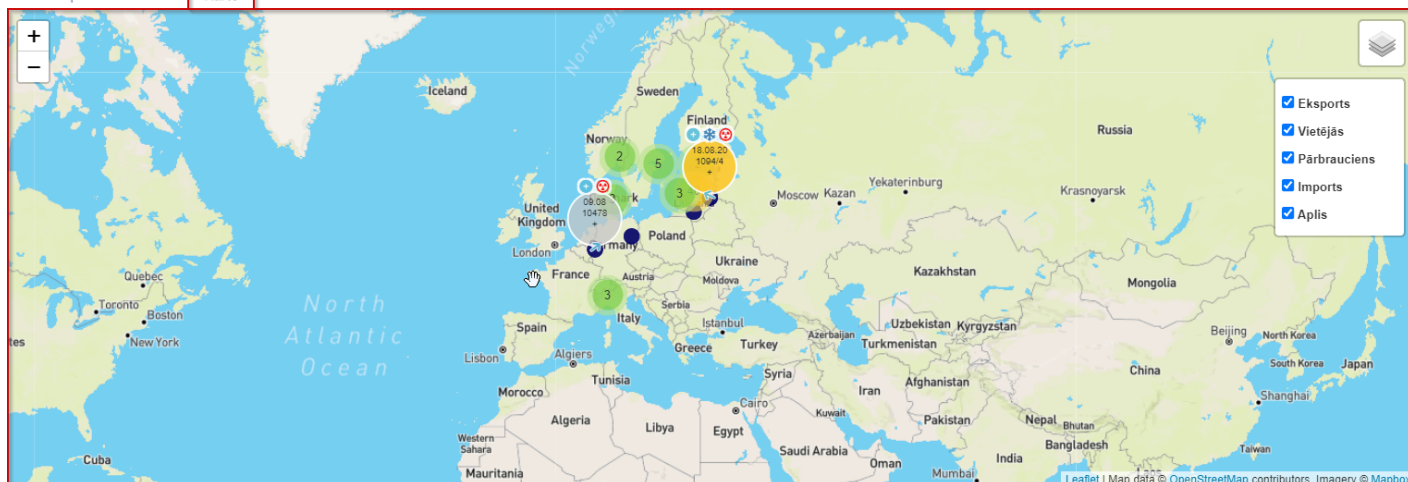 +
−
Norweg
Iceland
Sweden
Finland
Norway
Russia
Eksports
Vietējās
Pārbrauciens
Imports
Aplis
18.08.20
1094/4
+
2
5
3
09.08
10478
+
Yekaterinburg
Moscow
Kazan
Krasnoyarsk
United
Kingdom
London
Poland
Ukraine
Kazakhstan
Mongolia
France
Austria
Moldova
Quebec
Toronto
Boston
New York
tes
North
Atlantic
Ocean
3
Italy
Serbia
Spain
Lisbon
Algiers
Istanbul
Greece
Turkey
Azerbaijan
Uzbekistan
Kyrgyzstan
Turkmenistan
Beijing
North Korea
South Korea
Japan
China
Tunisia
Syria
Iran
Afghanistan
Morocco
Algeria
Libya
Cairo
Egypt
Kuwait
Pakistan
Nepal
Bhutan
Shanghai
Western
Sahara
Saudi Arabia
Bangladesh
Taiwan
Cuba
Mauritania
Oman
India
Mumbai
Laos
Leaflet | Map data © OpenStreetMap contributors, Imagery © Mapbox